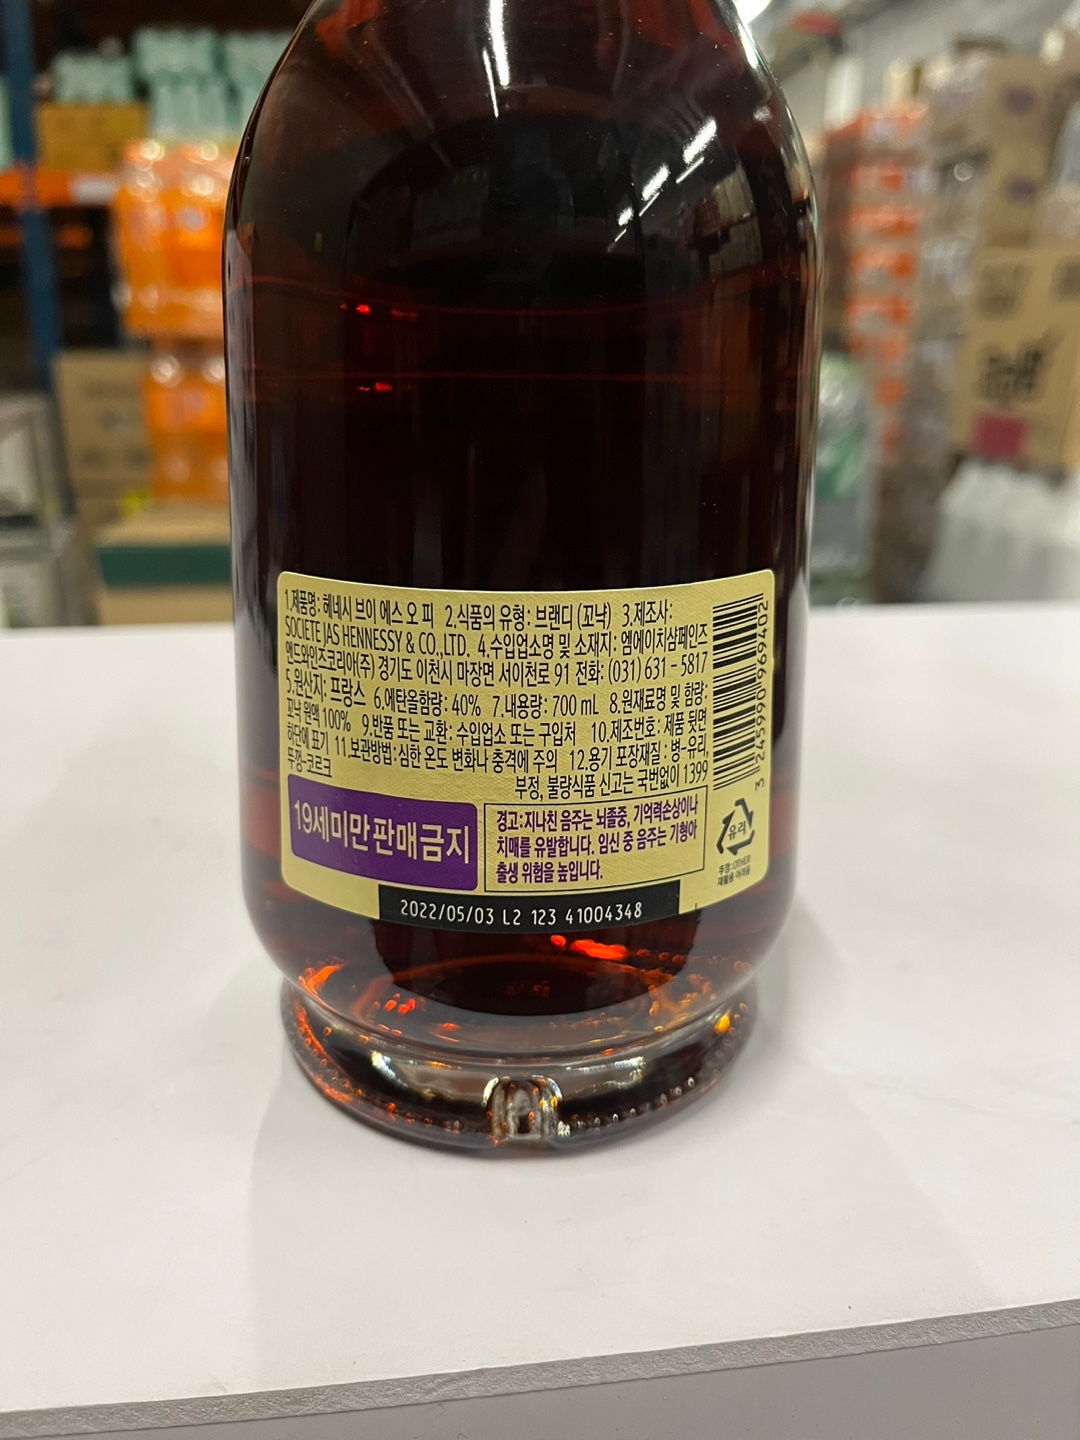 1.제품명: 헤네시 브이 에스 오 피 2.식품의 유형: 브랜디 (꼬냑) 3.제조사:
SOCIETE JAS HENNESSY & CO.,LTD. 4.수입업소명 및 소재지: 엠에이치샴페인즈
앤드와인즈코리아(주) 경기도 이천시 마장면 서이천로 91 전화: (031) 631 - 5817
5.원산지: 프랑스 6.에탄올함량: 40% 7.내용량: 700 mL 8.원재료명 및 함량:
꼬냑 원액 100% 9.반품 또는 교환: 수입업소 또는 구입처 10.제조번호: 제품 뒷면
하단에 표기 11.보관방법:심한 온도 변화나 충격에 주의 12.용기 포장재질 : 병-유리,
뚜껑-코르크
부정, 불량식품 신고는 국번없이 1399
19세미만 판매금지
경고:지나친 음주는 뇌졸중, 기억력손상이나
치매를 유발합니다. 임신 중 음주는 기형아
출생 위험을 높입니다.
3 245990 969402
유리
뚜껑:OTHER
재활용 어려움
2022/05/03 L2 123 41004348